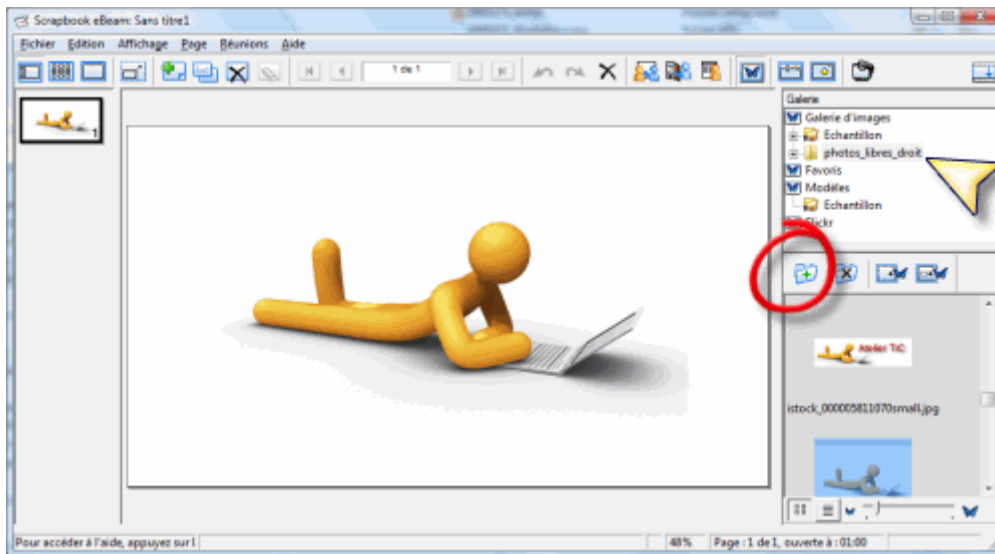 Scrapbook eBeam: Sans titre1
Fichier Edition Affichage Page Réunions Aide
1 de 1
1
Galerie
Galerie d'images
Echantillon
photos_libres_droit
Favoris
Modèles
Echantillon
Flickr
Atelier TIC
istock_000005811070small.jpg
Pour accéder à l'aide, appuyez sur l
48%
Page : 1 de 1, ouverte à : 01:00